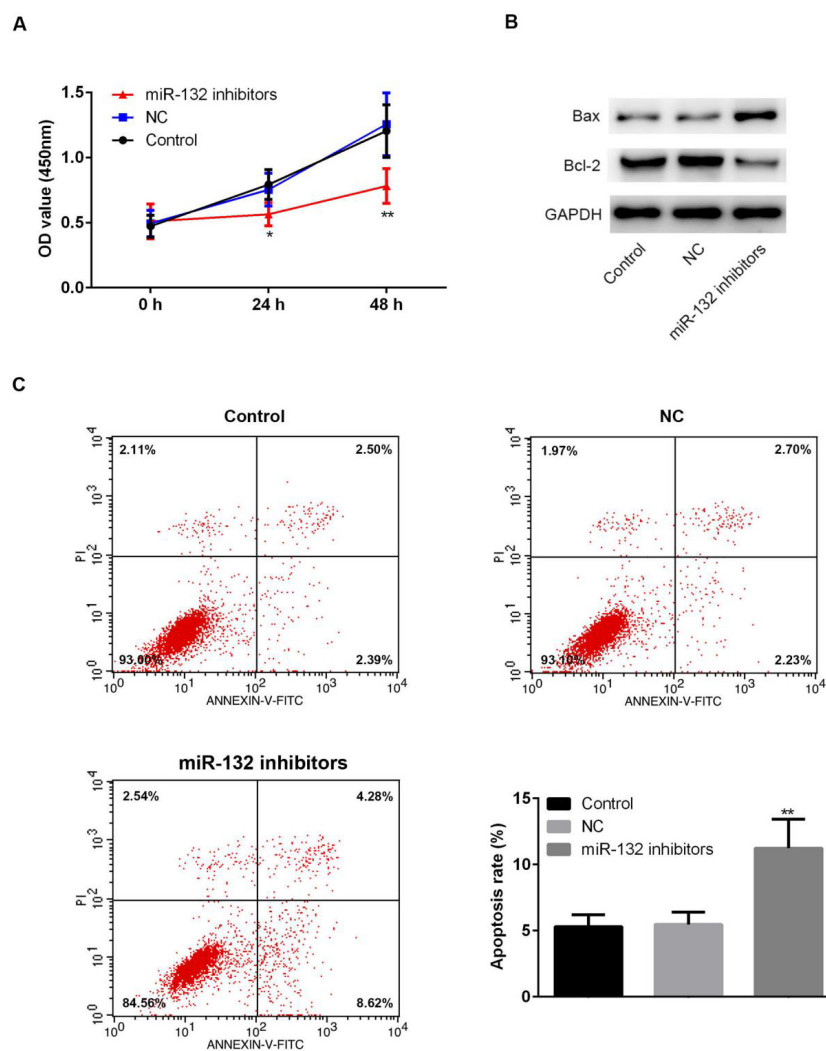 A
miR-132 inhibitors
NC
Control
OD value (450nm)
1.5
1.0
0.5
0.0
0 h
24 h
48 h
*
**
B
Bax
Bcl-2
GAPDH
Control
NC
miR-132 inhibitors
C
Control
2.11%
2.50%
93.00%
2.39%
PI
10^4
10^3
10^2
10^1
10^0
10^0
10^1
10^2
10^3
10^4
ANNEXIN-V-FITC
NC
1.97%
2.70%
93.10%
2.23%
PI
10^4
10^3
10^2
10^1
10^0
10^0
10^1
10^2
10^3
10^4
ANNEXIN-V-FITC
miR-132 inhibitors
2.54%
4.28%
84.56%
8.62%
PI
10^4
10^3
10^2
10^1
10^0
10^0
10^1
10^2
10^3
10^4
ANNEXIN-V-FITC
Apoptosis rate (%)
15
10
5
0
Control
NC
miR-132 inhibitors
**